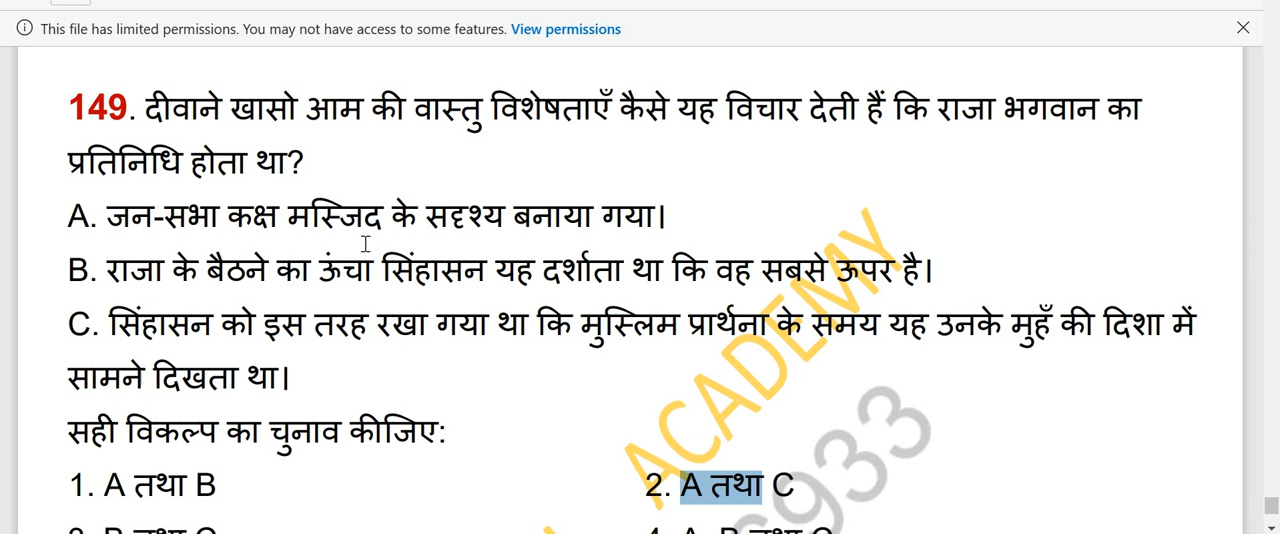 This file has limited permissions. You may not have access to some features. View permissions
149. दीवाने खासो आम की वास्तु विशेषताएँ कैसे यह विचार देती हैं कि राजा भगवान का
प्रतिनिधि होता था?
A. जन-सभा कक्ष मस्जिद के सदृश्य बनाया गया।
B. राजा के बैठने का ऊंचा सिंहासन यह दर्शाता था कि वह सबसे ऊपर है।
C. सिंहासन को इस तरह रखा गया था कि मुस्लिम प्रार्थना के समय यह उनके मुहँ की दिशा में
सामने दिखता था।
सही विकल्प का चुनाव कीजिए:
1. A तथा B 2. A तथा C
ACADEMY
6933